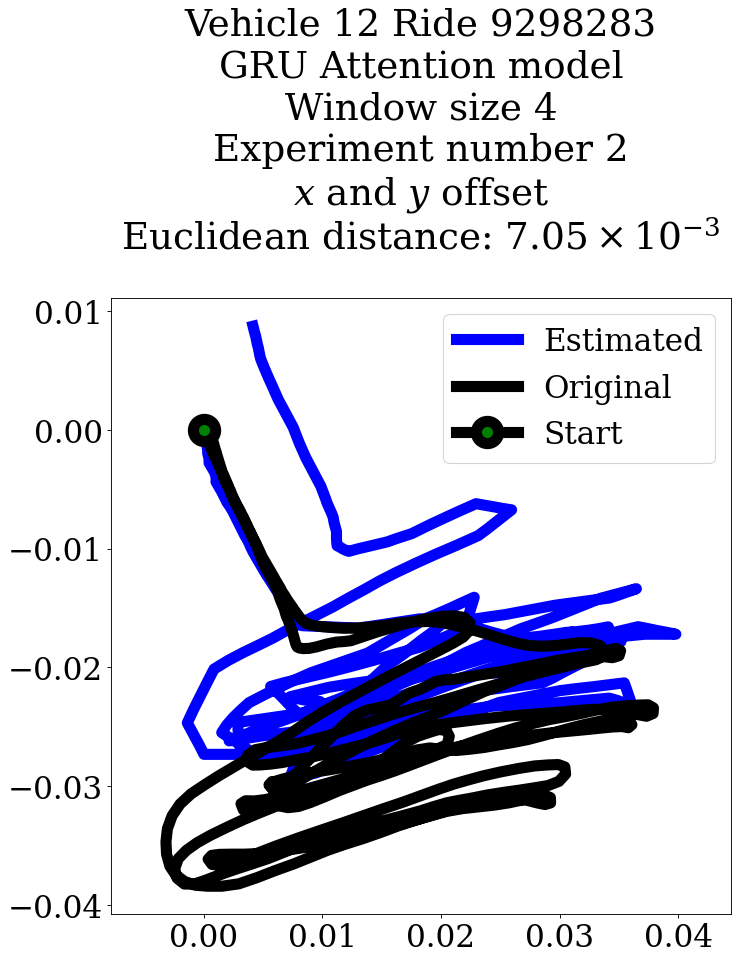 Vehicle 12 Ride 9298283
GRU Attention model
Window size 4
Experiment number 2
x and y offset
Euclidean distance: 7.05 × 10⁻³
0.01
0.00
−0.01
−0.02
−0.03
−0.04
Estimated
Original
Start
0.00 0.01 0.02 0.03 0.04